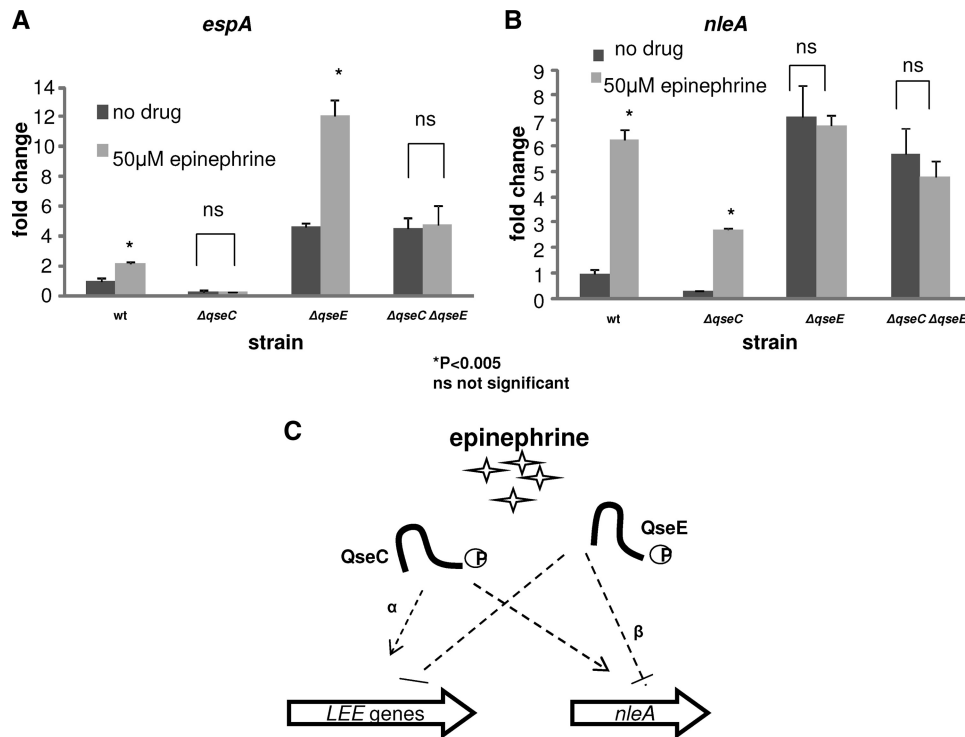 A
espA
fold change
14
12
10
8
6
4
2
0
no drug
50µM epinephrine
*
ns
*
ns
wt
ΔqseC
ΔqseE
ΔqseC ΔqseE
strain
B
nleA
fold change
9
8
7
6
5
4
3
2
1
0
no drug
50µM epinephrine
*
*
ns
ns
wt
ΔqseC
ΔqseE
ΔqseC ΔqseE
strain
*P<0.005
ns not significant
C
epinephrine
QseC
P
QseE
P
α
β
LEE genes
nleA